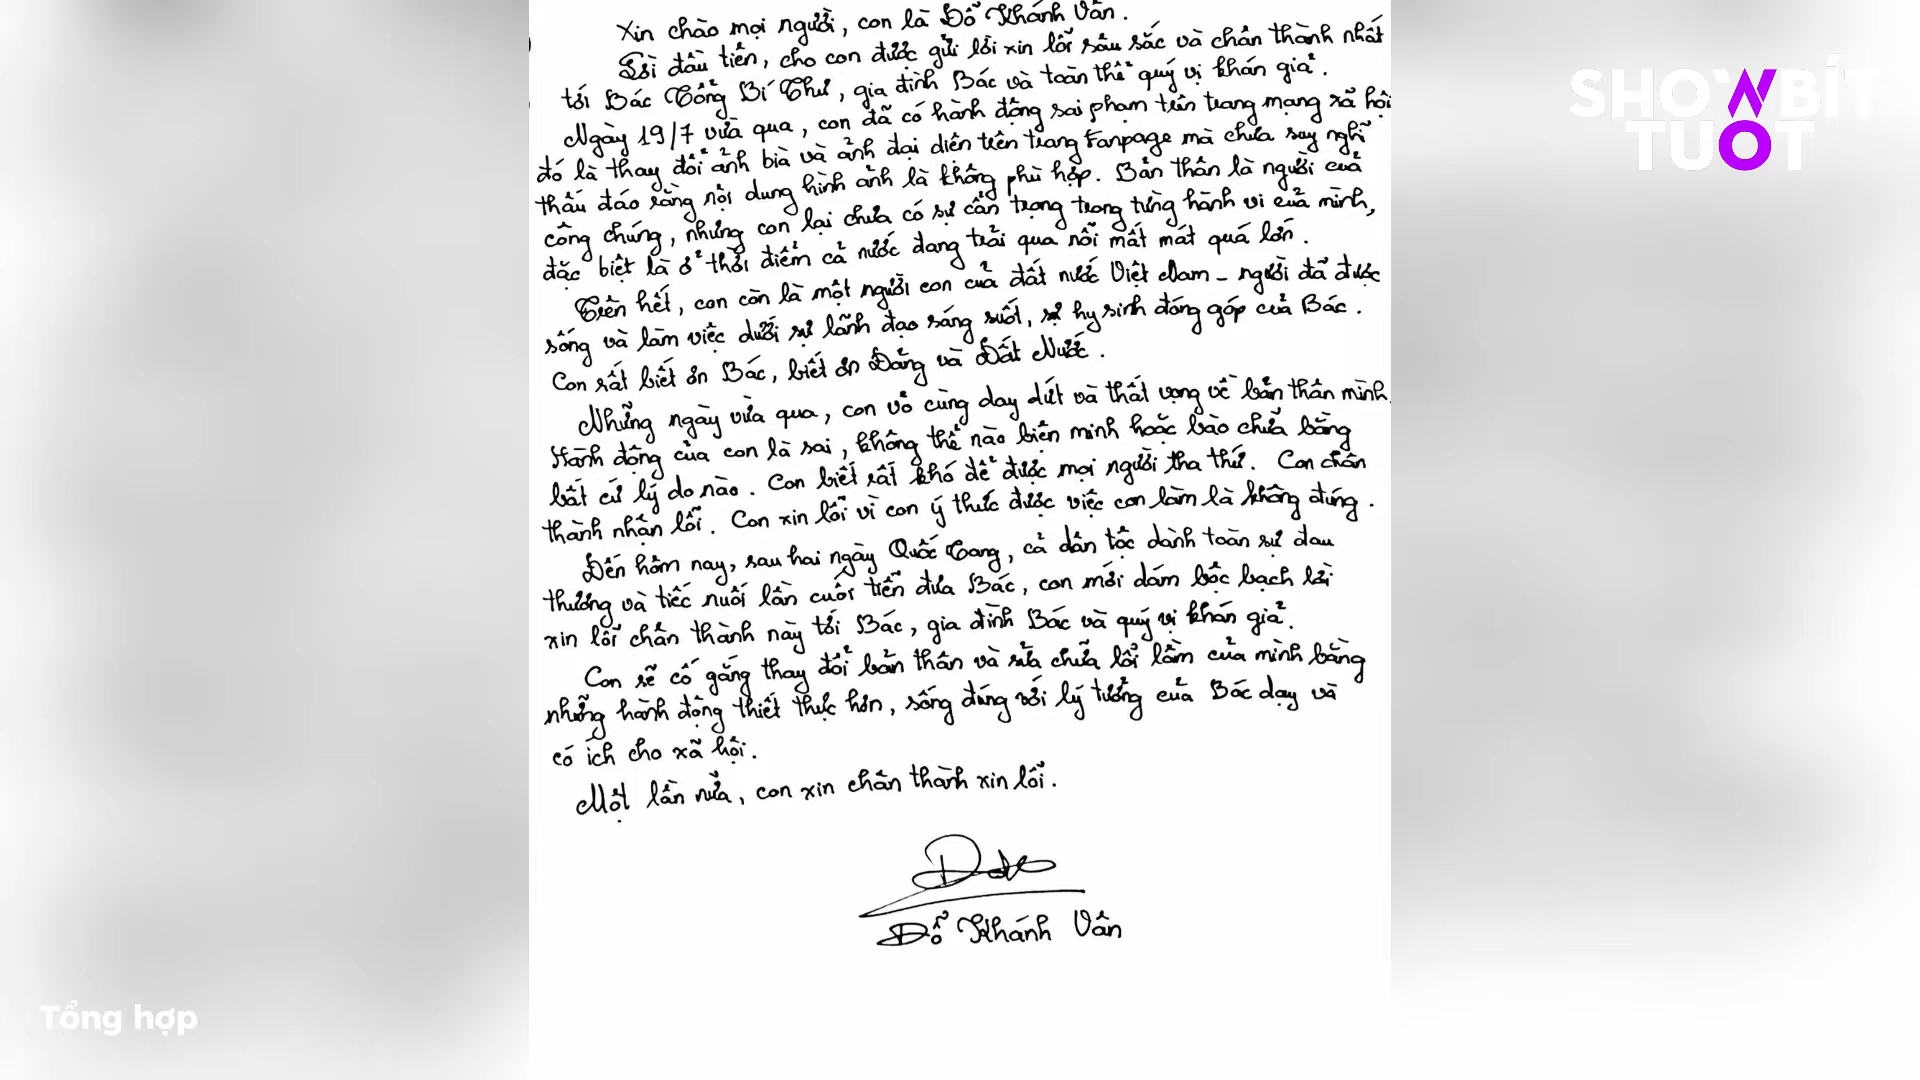 Xin chào mọi người, con là Đỗ Khánh Vân.
Lời đầu tiên, cho con được gửi lời xin lỗi sâu sắc và chân thành nhất
tới Bác Tổng Bí Thư, gia đình Bác và toàn thể quý vị khán giả.
Ngày 19/7 vừa qua, con đã có hành động sai phạm trên trang mạng xã hội
đó là thay đổi ảnh bìa và ảnh đại diện trên trang Fanpage mà chưa suy nghĩ
thấu đáo rằng nội dung hình ảnh là không phù hợp. Bản thân là người của
công chúng, nhưng con lại chưa có sự cẩn trọng trong từng hành vi của mình,
đặc biệt là ở thời điểm cả nước đang trải qua nỗi mất mát quá lớn.
Trên hết, con còn là một người con của đất nước Việt Nam - người đã được
sống và làm việc dưới sự lãnh đạo sáng suốt, sự hy sinh đóng góp của Bác.
Con rất biết ơn Bác, biết ơn Đảng và Đất Nước.
Những ngày vừa qua, con vô cùng day dứt và thất vọng về bản thân mình.
Hành động của con là sai, không thể nào biện minh hoặc bào chữa bằng
bất cứ lý do nào. Con biết rất khó để được mọi người tha thứ. Con chân
thành nhận lỗi. Con xin lỗi vì con ý thức được việc con làm là không đúng.
Đến hôm nay, sau hai ngày Quốc Tang, cả dân tộc dành toàn sự đau
thương và tiếc nuối lần cuối tiễn đưa Bác, con mới dám bộc bạch lời
xin lỗi chân thành này tới Bác, gia đình Bác và quý vị khán giả.
Con sẽ cố gắng thay đổi bản thân và sửa chữa lỗi lầm của mình bằng
những hành động thiết thực hơn, sống đúng với lý tưởng của Bác dạy và
có ích cho xã hội.
Một lần nữa, con xin chân thành xin lỗi.
Đỗ Khánh Vân
SHOWBIT
TUOT
Tổng hợp